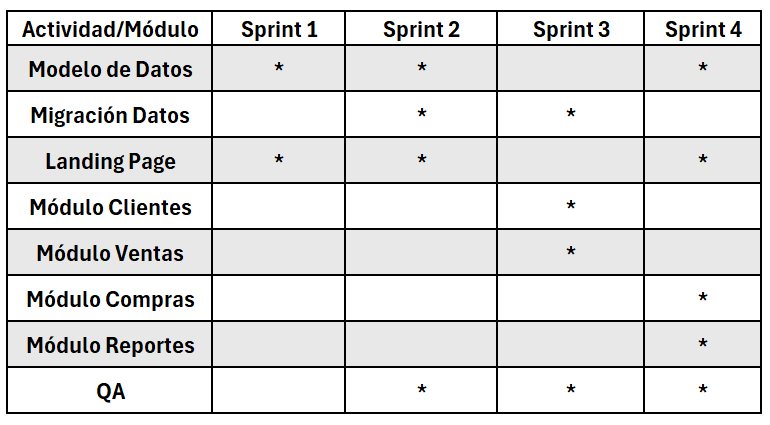 Actividad/Módulo Sprint 1 Sprint 2 Sprint 3 Sprint 4
Modelo de Datos * * *
Migración Datos * *
Landing Page * * *
Módulo Clientes *
Módulo Ventas *
Módulo Compras *
Módulo Reportes *
QA * * *